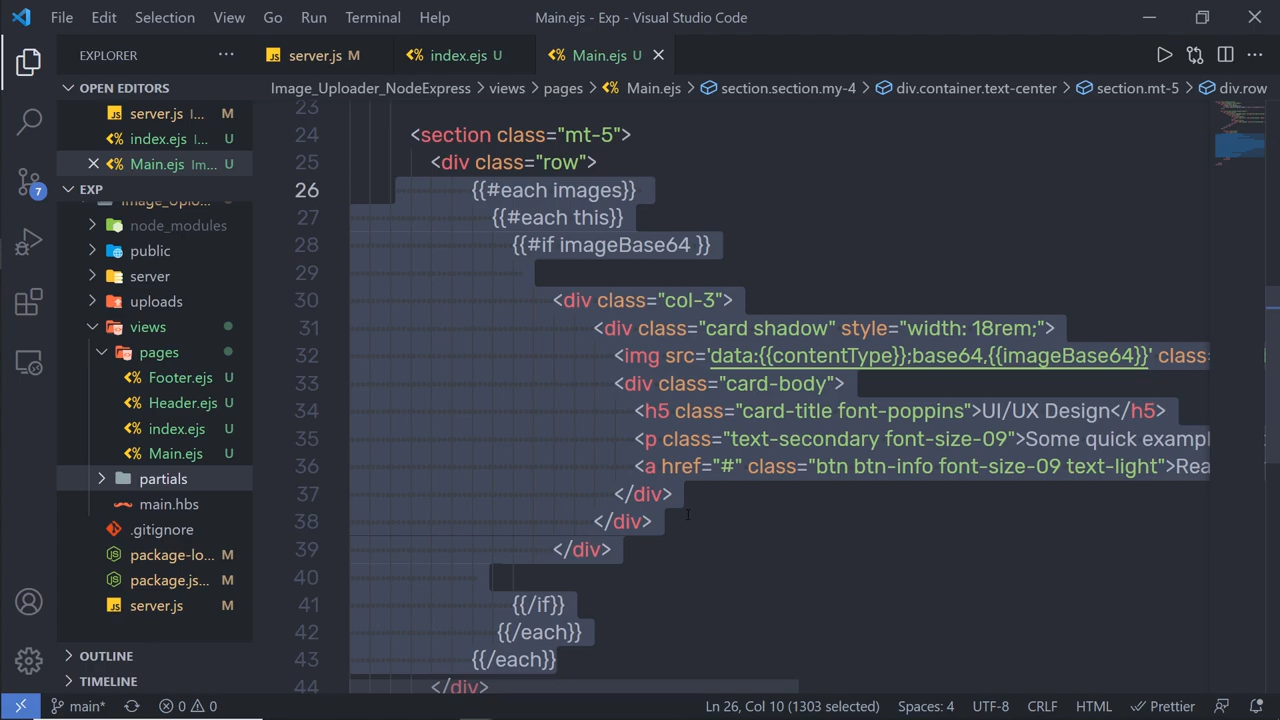 File Edit Selection View Go Run Terminal Help Main.ejs - Exp - Visual Studio Code
EXPLORER ··· server.js M index.ejs U Main.ejs U
OPEN EDITORS
Image_Uploader_NodeExpress > views > pages > Main.ejs > section.section.my-4 > div.container.text-center > section.mt-5 > div.row
server.js I... M
index.ejs ... U
Main.ejs Im... U
EXP
node_modules
public
server
uploads
views
pages
Footer.ejs U
Header.ejs U
index.ejs U
Main.ejs U
partials
main.hbs
.gitignore
package-lo... M
package.js... M
server.js M
OUTLINE
TIMELINE
7
23
24 <section class="mt-5">
25 <div class="row">
26 {{#each images}}
27 {{#each this}}
28 {{#if imageBase64 }}
29
30 <div class="col-3">
31 <div class="card shadow" style="width: 18rem;">
32 <img src='data:{{contentType}};base64,{{imageBase64}}' class=
33 <div class="card-body">
34 <h5 class="card-title font-poppins">UI/UX Design</h5>
35 <p class="text-secondary font-size-09">Some quick exampl
36 <a href="#" class="btn btn-info font-size-09 text-light">Rea
37 </div>
38 </div>
39 </div>
40
41 {{/if}}
42 {{/each}}
43 {{/each}}
44 </div>
main* 0 0 Ln 26, Col 10 (1303 selected) Spaces: 4 UTF-8 CRLF HTML Prettier